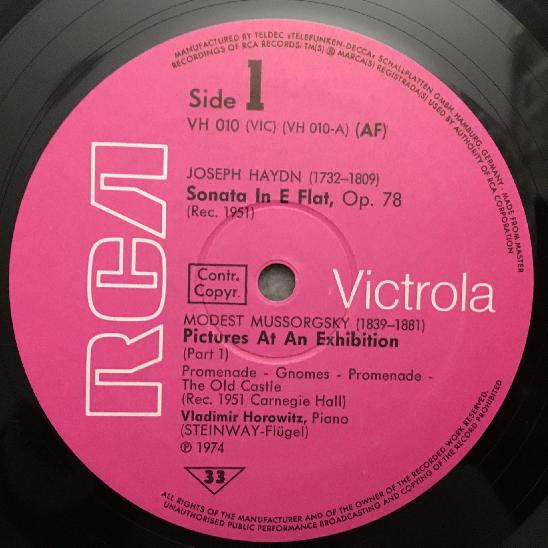 MANUFACTURED BY TELDEC »TELEFUNKEN-DECCA« SCHALLPLATTEN GMBH, HAMBURG, GERMANY, MADE FROM MASTER
RECORDINGS OF RCA RECORDS: TM(S) ® MARCA(S) REGISTRADA(S) USED BY AUTHORITY OF RCA CORPORATION
Side 1
VH 010 (VIC) (VH 010-A) (AF)
RCA
JOSEPH HAYDN (1732–1809)
Sonata In E Flat, Op. 78
(Rec. 1951)
Contr.
Copyr.
Victrola
MODEST MUSSORGSKY (1839–1881)
Pictures At An Exhibition
(Part 1)
Promenade - Gnomes - Promenade -
The Old Castle
(Rec. 1951 Carnegie Hall)
Vladimir Horowitz, Piano
(STEINWAY-Flügel)
℗ 1974
33
ALL RIGHTS OF THE MANUFACTURER AND OF THE OWNER OF THE RECORDED WORK RESERVED.
UNAUTHORISED PUBLIC PERFORMANCE BROADCASTING AND COPYING OF THE RECORD PROHIBITED